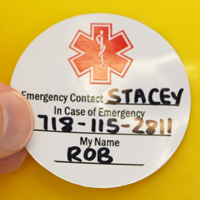 Emergency Contact STACEY
In Case of Emergency
718-115-2811
My Name
ROB